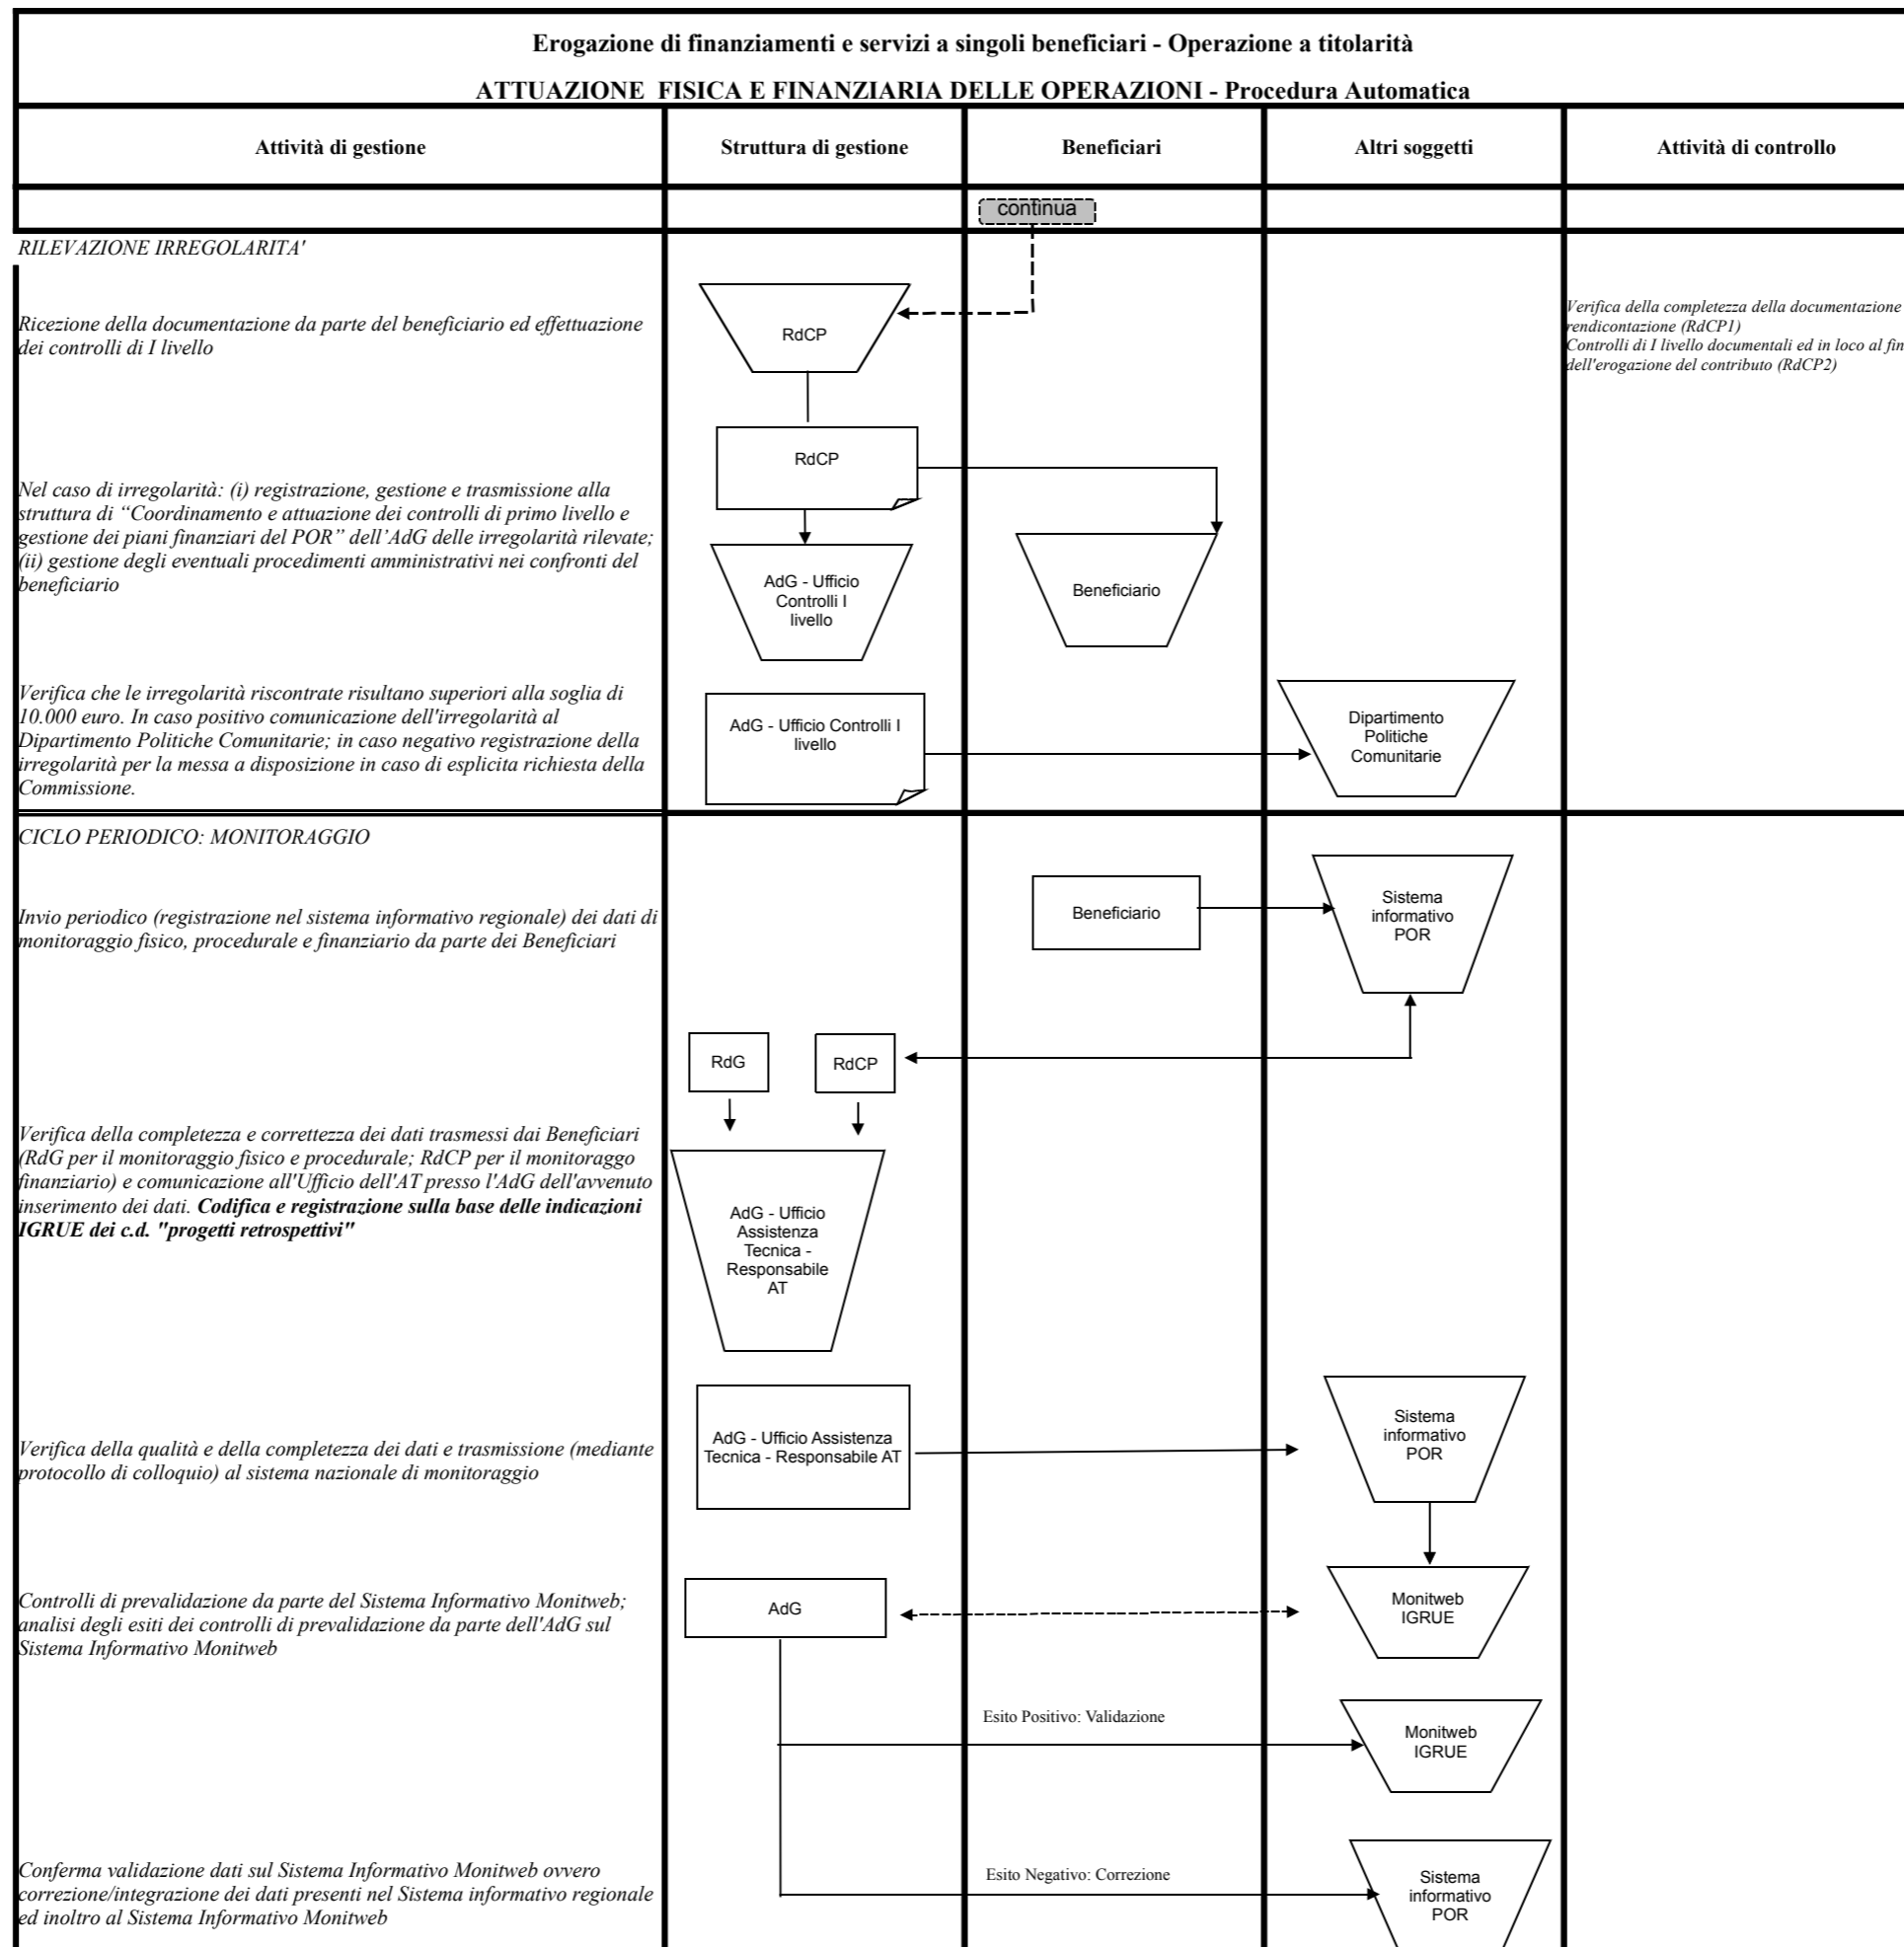 Erogazione di finanziamenti e servizi a singoli beneficiari - Operazione a titolarità
ATTUAZIONE FISICA E FINANZIARIA DELLE OPERAZIONI - Procedura Automatica
Attività di gestione
Struttura di gestione
Beneficiari
Altri soggetti
Attività di controllo
continua
RILEVAZIONE IRREGOLARITA'
Ricezione della documentazione da parte del beneficiario ed effettuazione
dei controlli di I livello
RdCP
Verifica della completezza della documentazione
rendicontazione (RdCP1)
Controlli di I livello documentali ed in loco al fin
dell'erogazione del contributo (RdCP2)
RdCP
Nel caso di irregolarità: (i) registrazione, gestione e trasmissione alla
struttura di “Coordinamento e attuazione dei controlli di primo livello e
gestione dei piani finanziari del POR” dell’AdG delle irregolarità rilevate;
(ii) gestione degli eventuali procedimenti amministrativi nei confronti del
beneficiario
AdG - Ufficio
Controlli I
livello
Beneficiario
Verifica che le irregolarità riscontrate risultano superiori alla soglia di
10.000 euro. In caso positivo comunicazione dell'irregolarità al
Dipartimento Politiche Comunitarie; in caso negativo registrazione della
irregolarità per la messa a disposizione in caso di esplicita richiesta della
Commissione.
AdG - Ufficio Controlli I
livello
Dipartimento
Politiche
Comunitarie
CICLO PERIODICO: MONITORAGGIO
Invio periodico (registrazione nel sistema informativo regionale) dei dati di
monitoraggio fisico, procedurale e finanziario da parte dei Beneficiari
Beneficiario
Sistema
informativo
POR
RdG
RdCP
Verifica della completezza e correttezza dei dati trasmessi dai Beneficiari
(RdG per il monitoraggio fisico e procedurale; RdCP per il monitoraggo
finanziario) e comunicazione all'Ufficio dell'AT presso l'AdG dell'avvenuto
inserimento dei dati. Codifica e registrazione sulla base delle indicazioni
IGRUE dei c.d. "progetti retrospettivi"
AdG - Ufficio
Assistenza
Tecnica -
Responsabile
AT
Verifica della qualità e della completezza dei dati e trasmissione (mediante
protocollo di colloquio) al sistema nazionale di monitoraggio
AdG - Ufficio Assistenza
Tecnica - Responsabile AT
Sistema
informativo
POR
Controlli di prevalidazione da parte del Sistema Informativo Monitweb;
analisi degli esiti dei controlli di prevalidazione da parte dell'AdG sul
Sistema Informativo Monitweb
AdG
Monitweb
IGRUE
Esito Positivo: Validazione
Monitweb
IGRUE
Conferma validazione dati sul Sistema Informativo Monitweb ovvero
correzione/integrazione dei dati presenti nel Sistema informativo regionale
ed inoltro al Sistema Informativo Monitweb
Esito Negativo: Correzione
Sistema
informativo
POR